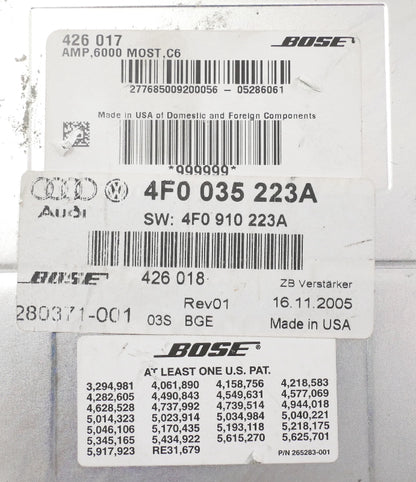 426 017 BOSE®
AMP,6000 MOST,C6
277685009200056 - 05286061
Made in USA of Domestic and Foreign Components
*999999*
4F0 035 223A
Audi
SW: 4F0 910 223A
BOSE 426 018 ZB Verstärker
Rev01 16.11.2005
280371-001 03S BGE Made in USA
BOSE®
AT LEAST ONE U.S. PAT.
3,294,981 4,061,890 4,158,756 4,218,583
4,282,605 4,490,843 4,549,631 4,577,069
4,628,528 4,737,992 4,739,514 4,944,018
5,014,323 5,023,914 5,034,984 5,040,221
5,046,106 5,170,435 5,193,118 5,218,175
5,345,165 5,434,922 5,615,270 5,625,701
5,917,923 RE31,679 P/N 265283-001